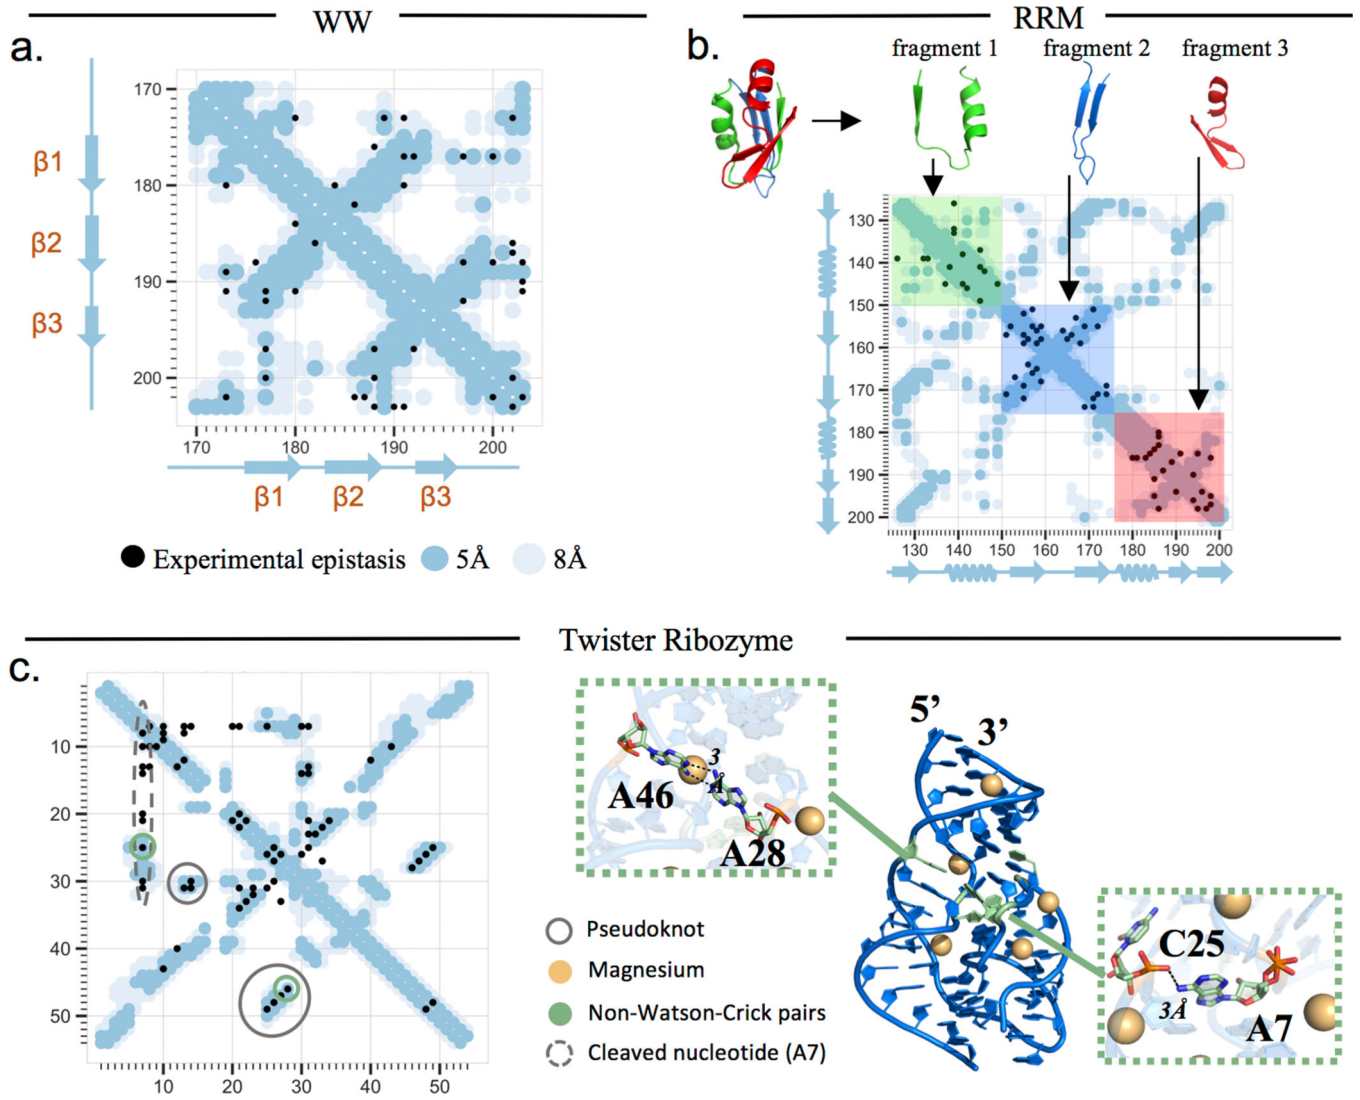 WW
RRM
a.
b.
fragment 1 fragment 2 fragment 3
170
180
190
200
β1
β2
β3
170 180 190 200
β1 β2 β3
Experimental epistasis 5Å 8Å
130
140
150
160
170
180
190
200
130 140 150 160 170 180 190 200
Twister Ribozyme
c.
10
20
30
40
50
10 20 30 40 50
A46
3
Å
A28
5’
3’
Pseudoknot
Magnesium
Non-Watson-Crick pairs
Cleaved nucleotide (A7)
C25
3Å
A7